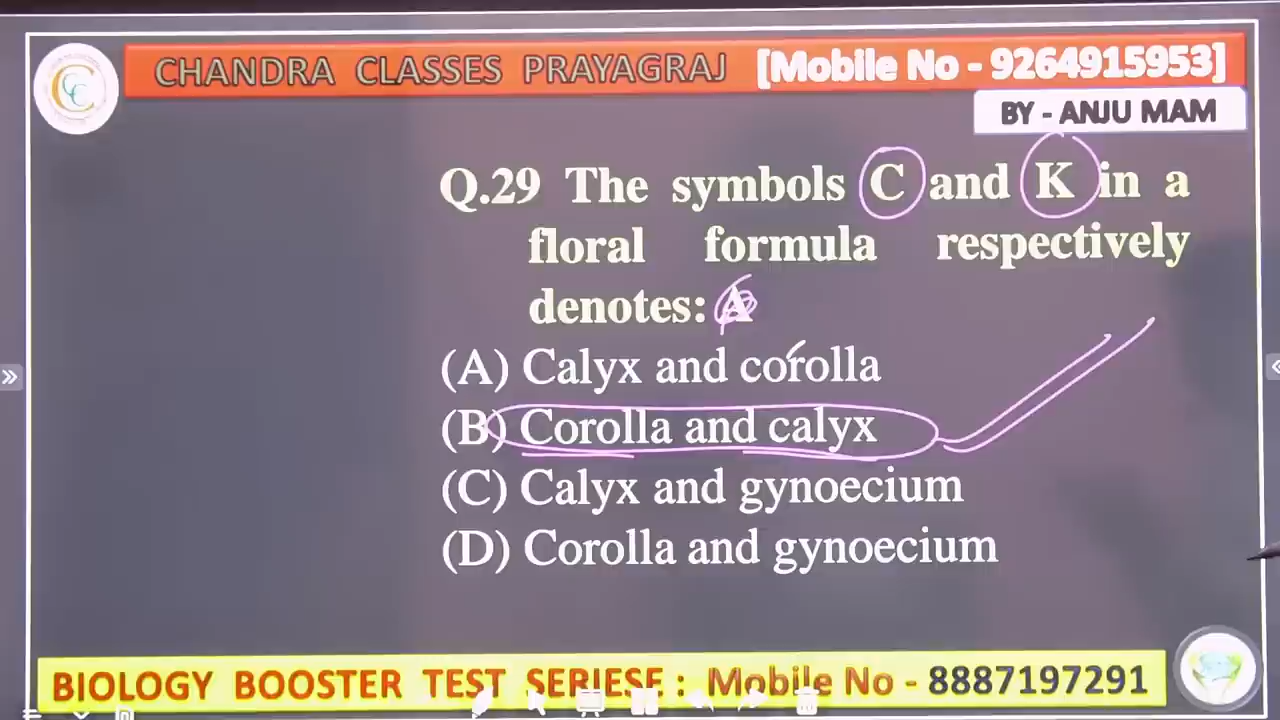 CHANDRA CLASSES PRAYAGRAJ [Mobile No - 9264915953]
BY - ANJU MAM
Q.29 The symbols C and K in a
floral formula respectively
denotes: A
(A) Calyx and corolla
(B) Corolla and calyx
(C) Calyx and gynoecium
(D) Corolla and gynoecium
BIOLOGY BOOSTER TEST SERIESE : Mobile No - 8887197291